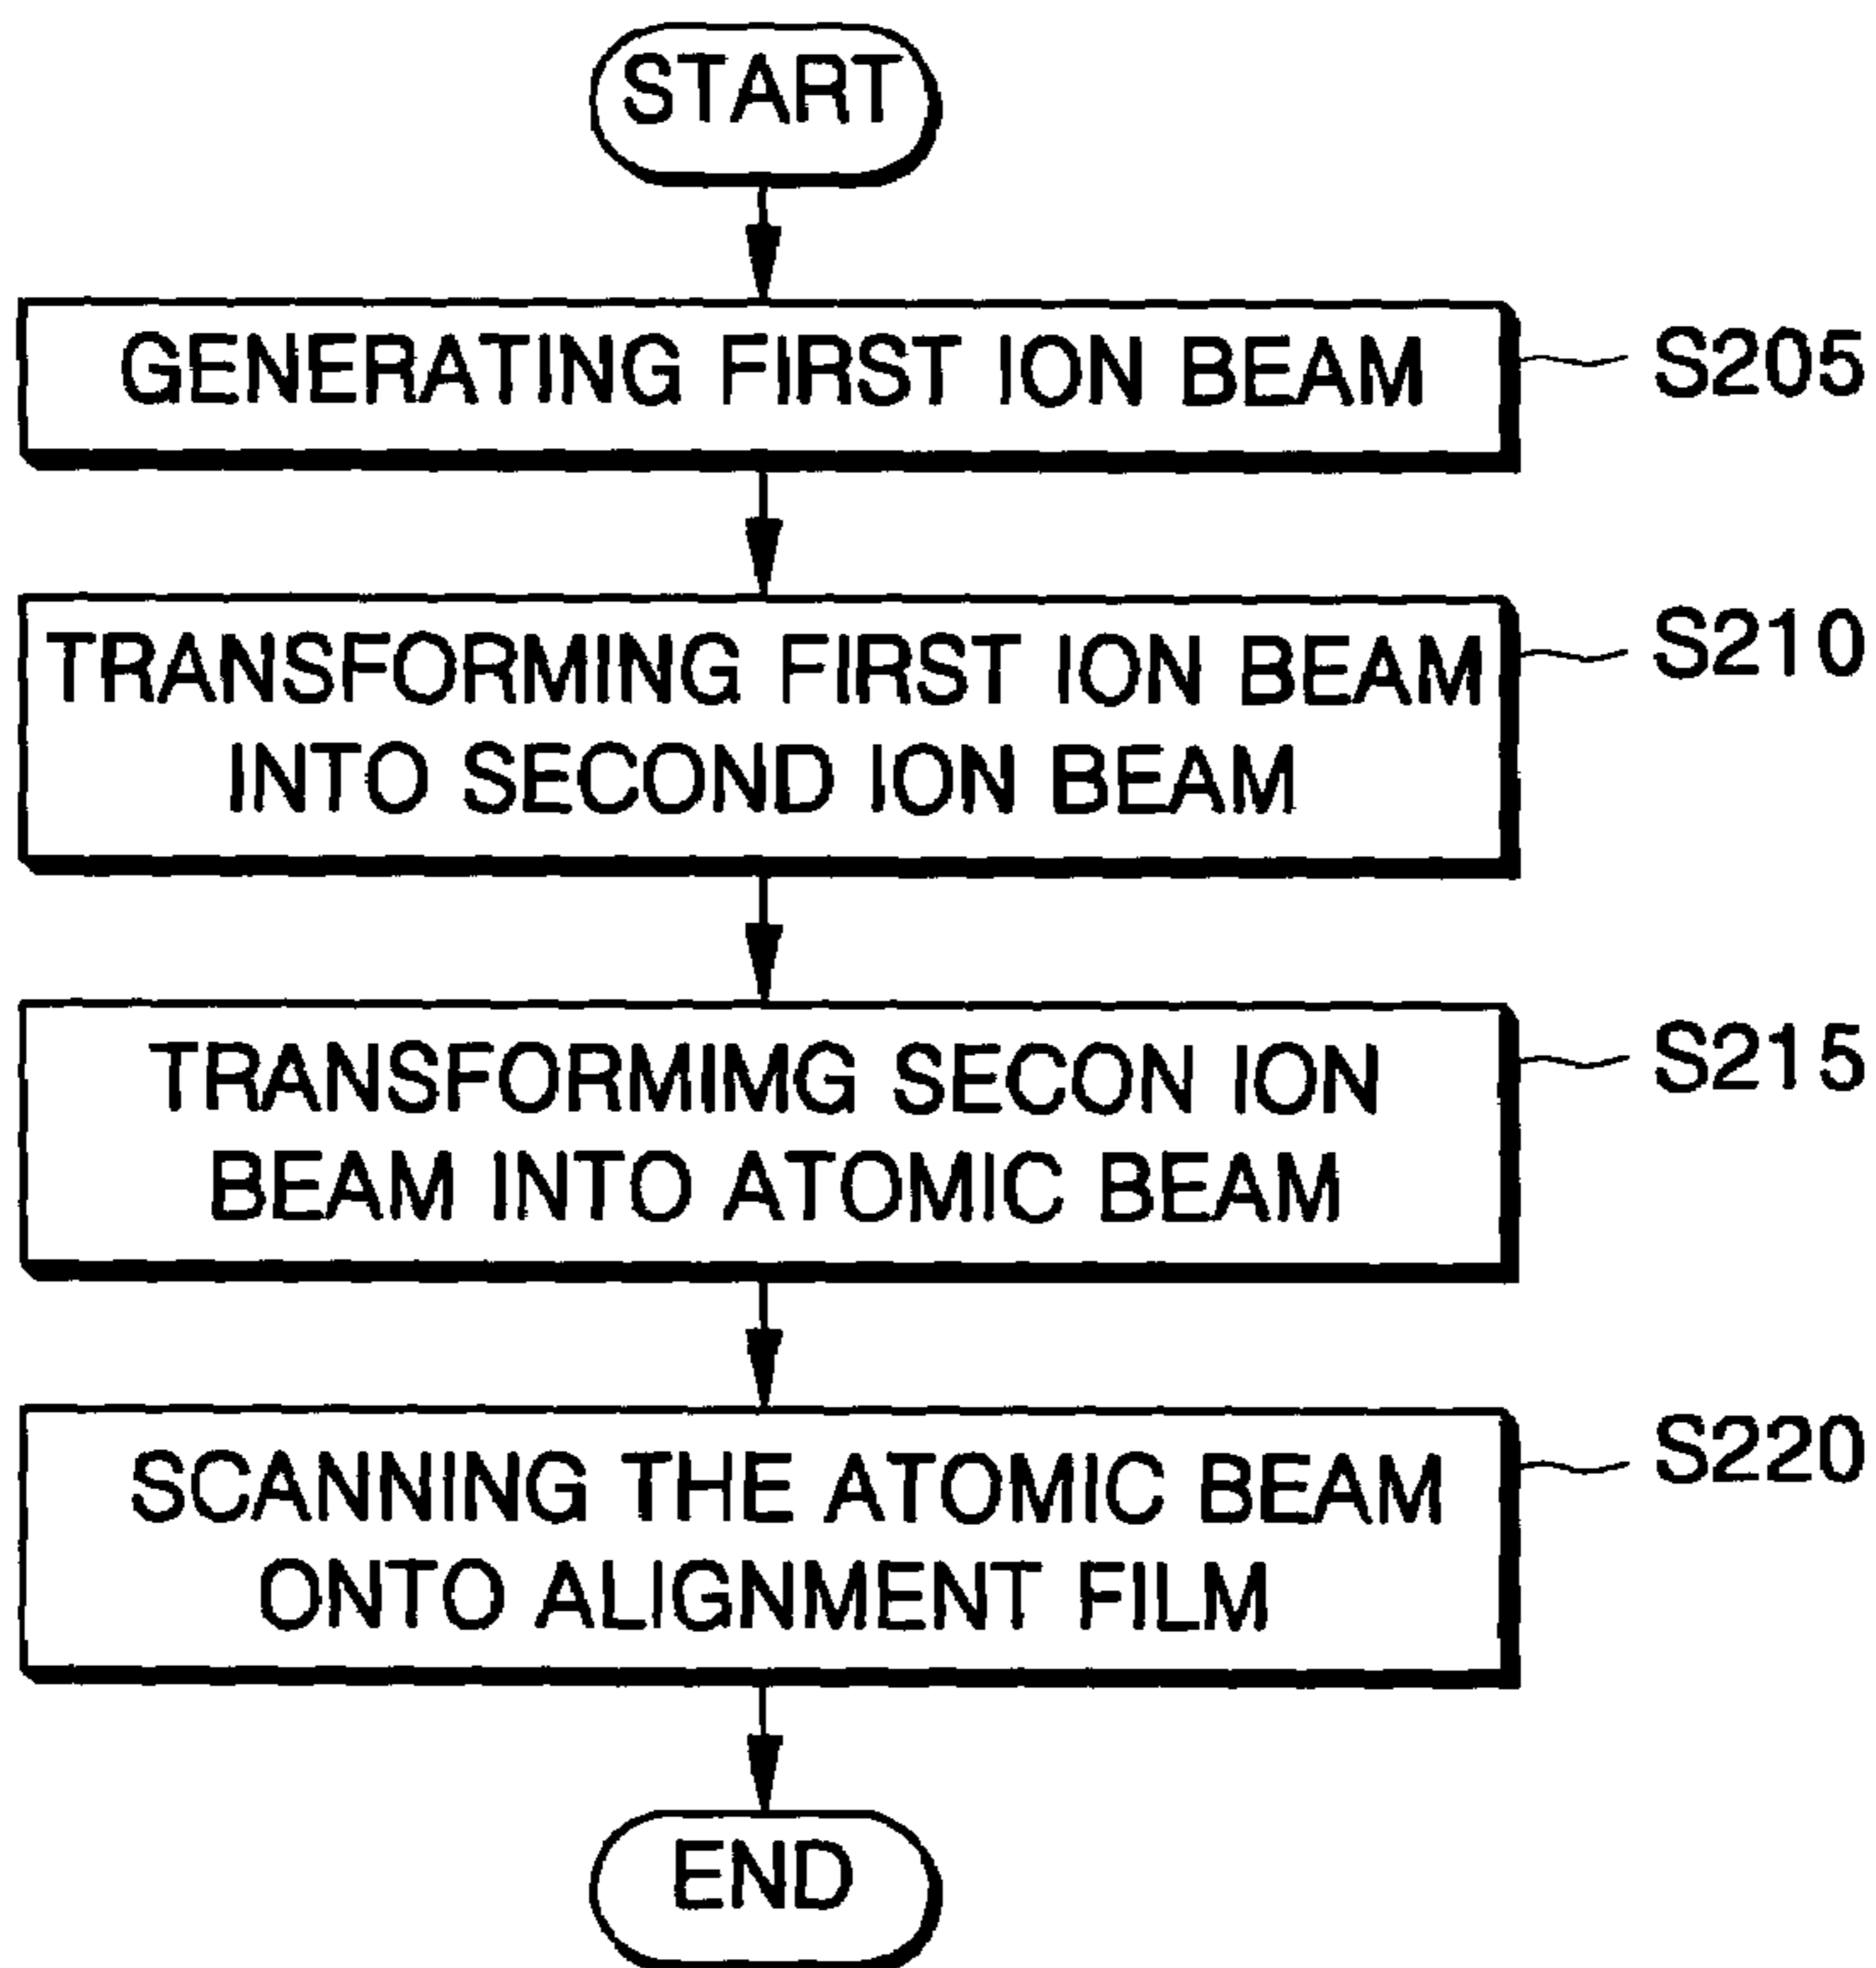 START
GENERATING FIRST ION BEAM
S205
TRANSFORMING FIRST ION BEAM
INTO SECOND ION BEAM
S210
TRANSFORMIMG SECON ION
BEAM INTO ATOMIC BEAM
S215
SCANNING THE ATOMIC BEAM
ONTO ALIGNMENT FILM
S220
END